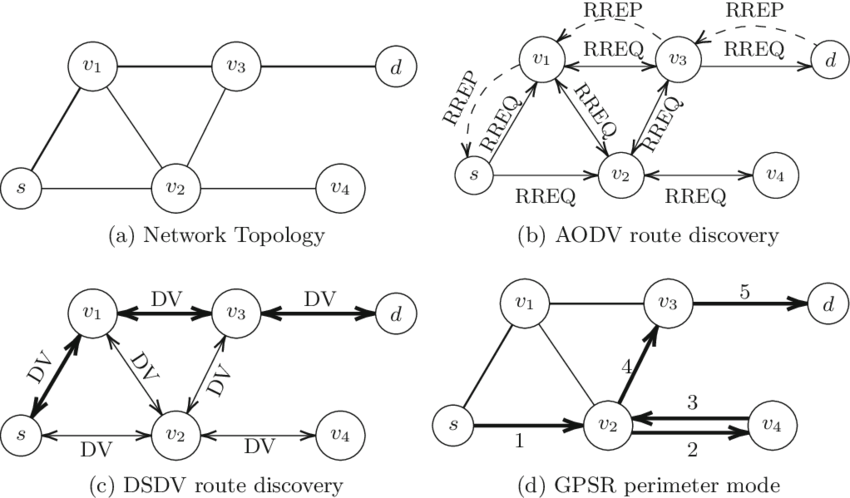 v1
v3
d
s
v2
v4
(a) Network Topology
RREP
RREP
v1
RREQ
v3
RREQ
d
RREP
RREQ
RREQ
RREQ
s
v2
v4
RREQ
RREQ
(b) AODV route discovery
v1
DV
v3
DV
d
DV
DV
DV
s
DV
v2
DV
v4
(c) DSDV route discovery
v1
v3
5
d
4
3
s
1
v2
2
v4
(d) GPSR perimeter mode